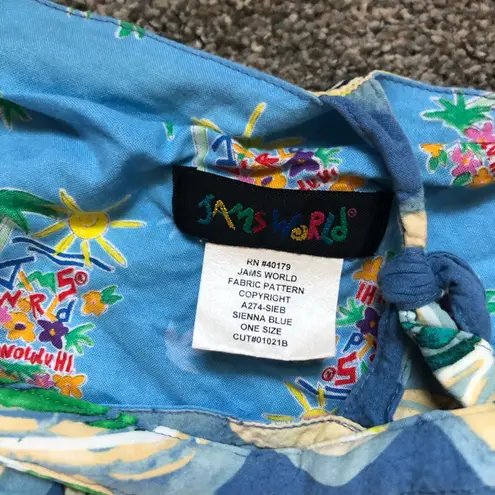 JAMS WORLD®
RN #40179
JAMS WORLD
FABRIC PATTERN
COPYRIGHT
A274-SIEB
SIENNA BLUE
ONE SIZE
CUT#01021B